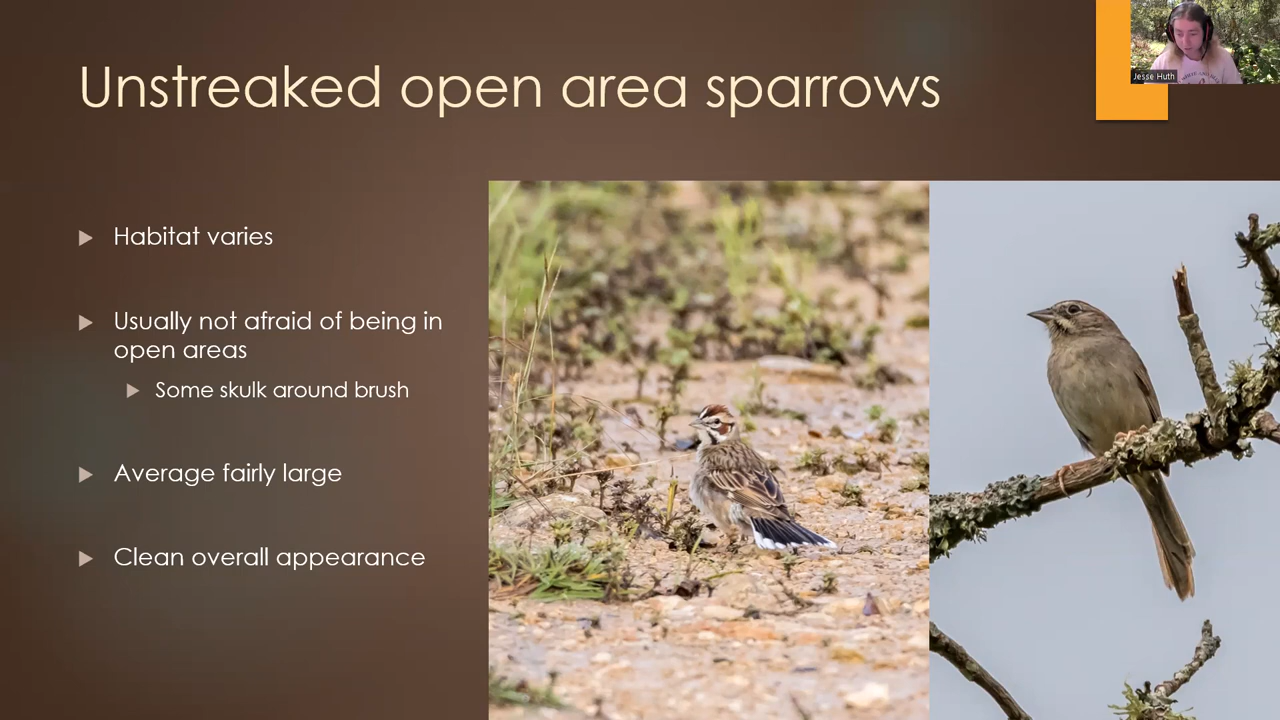 Unstreaked open area sparrows
Jesse Huth
Habitat varies
Usually not afraid of being in
open areas
Some skulk around brush
Average fairly large
Clean overall appearance